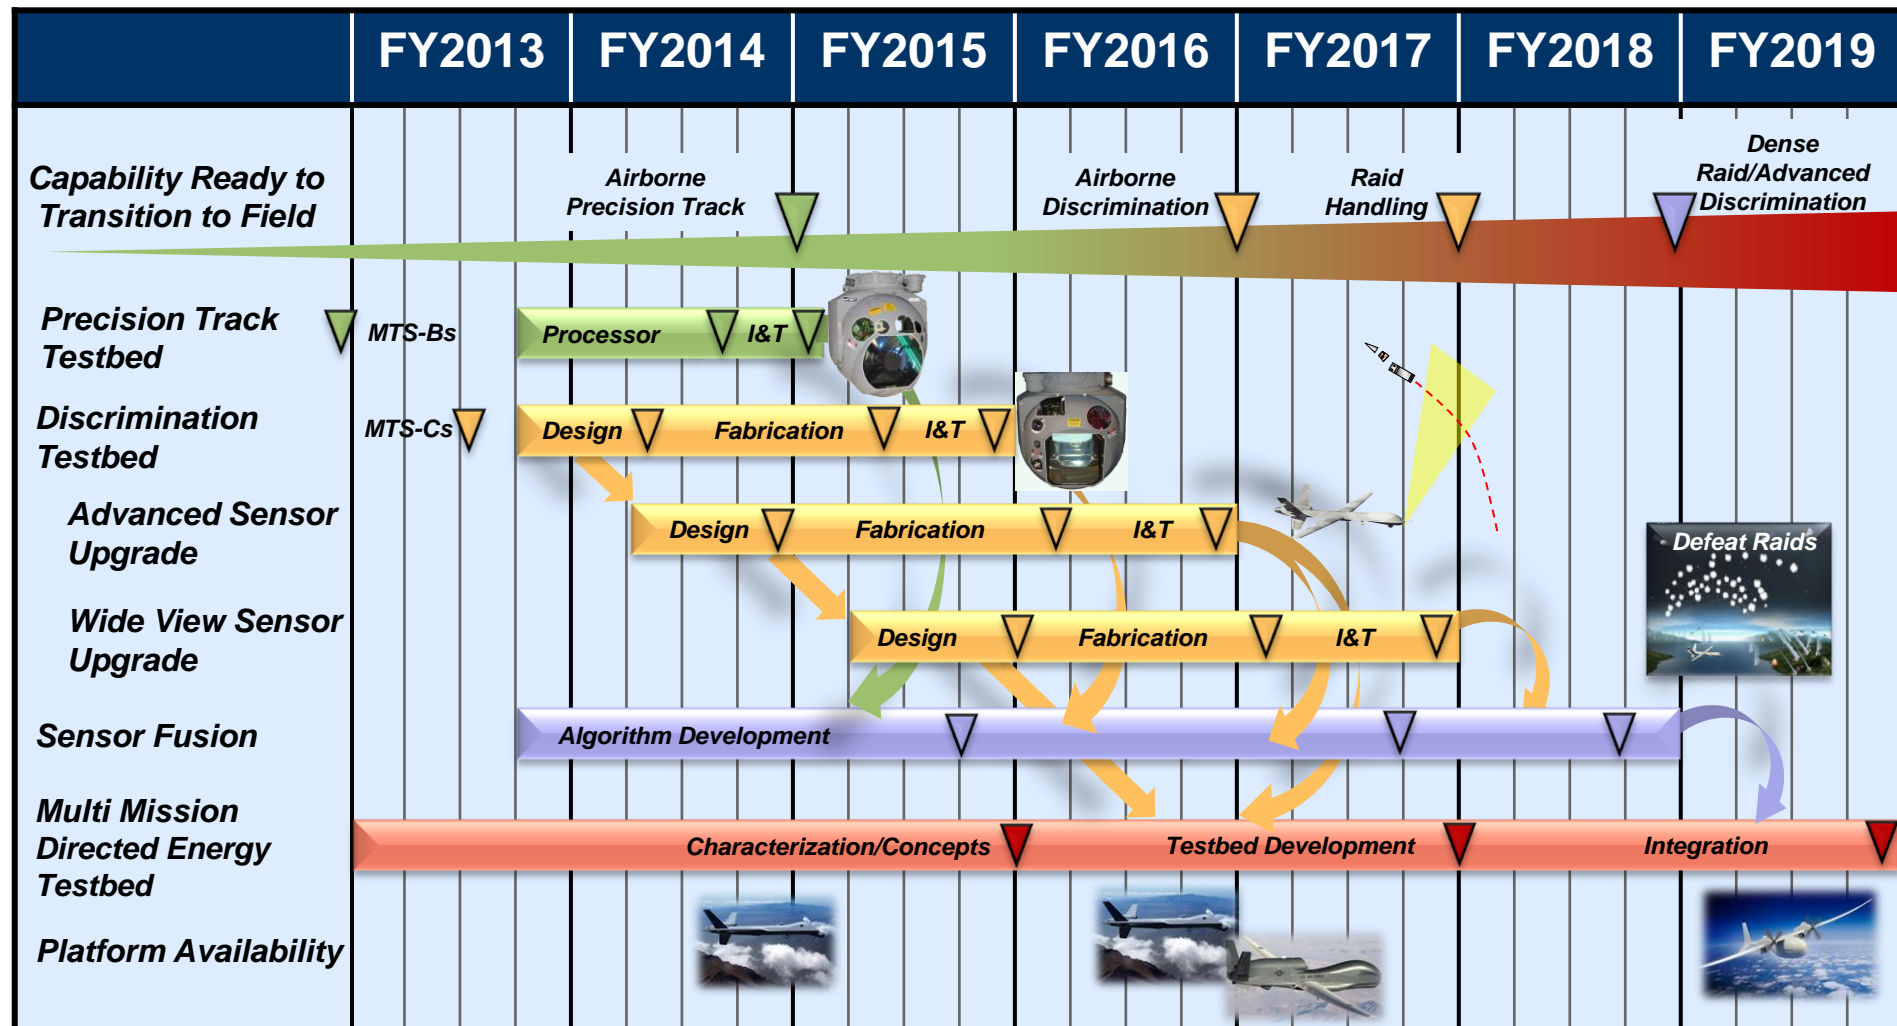 FY2013 FY2014 FY2015 FY2016 FY2017 FY2018 FY2019
Capability Ready to
Transition to Field
Airborne
Precision Track
Airborne
Discrimination
Raid
Handling
Dense
Raid/Advanced
Discrimination
Precision Track
Testbed
MTS-Bs
Processor
I&T
Discrimination
Testbed
MTS-Cs
Design
Fabrication
I&T
Advanced Sensor
Upgrade
Design
Fabrication
I&T
Defeat Raids
Wide View Sensor
Upgrade
Design
Fabrication
I&T
Sensor Fusion
Algorithm Development
Multi Mission
Directed Energy
Testbed
Characterization/Concepts
Testbed Development
Integration
Platform Availability